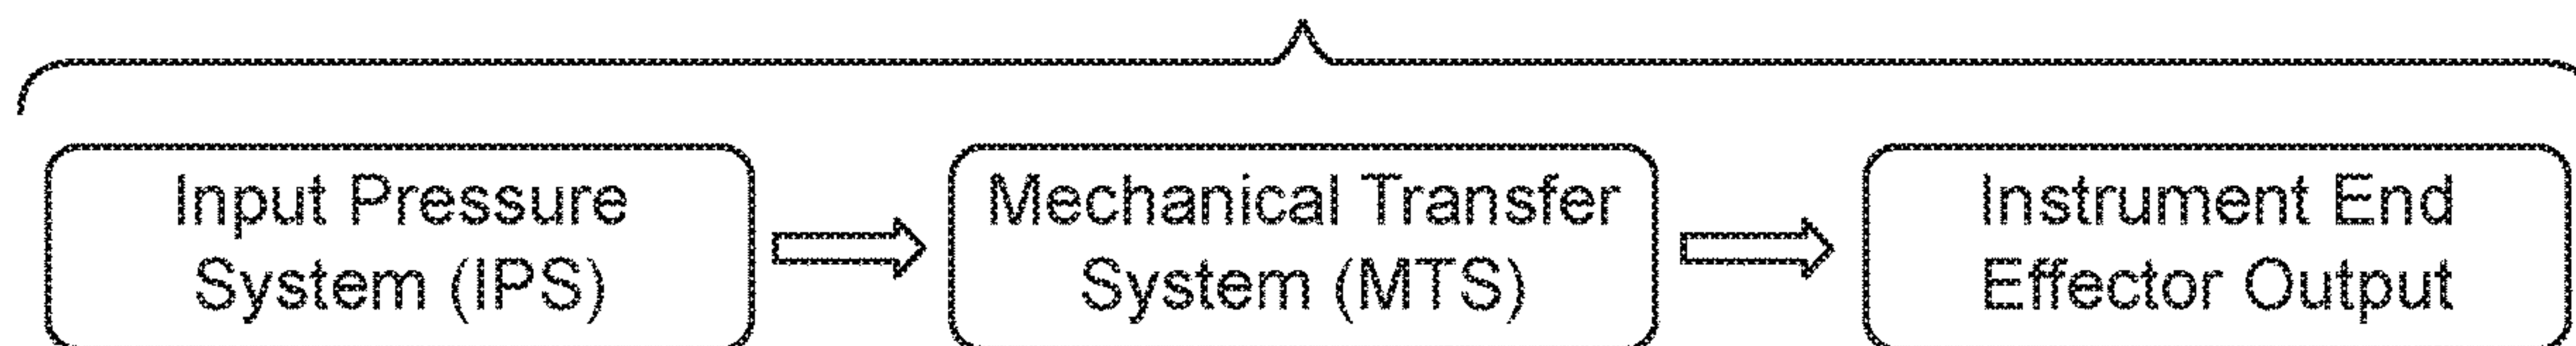 Input Pressure
System (IPS)
Mechanical Transfer
System (MTS)
Instrument End
Effector Output